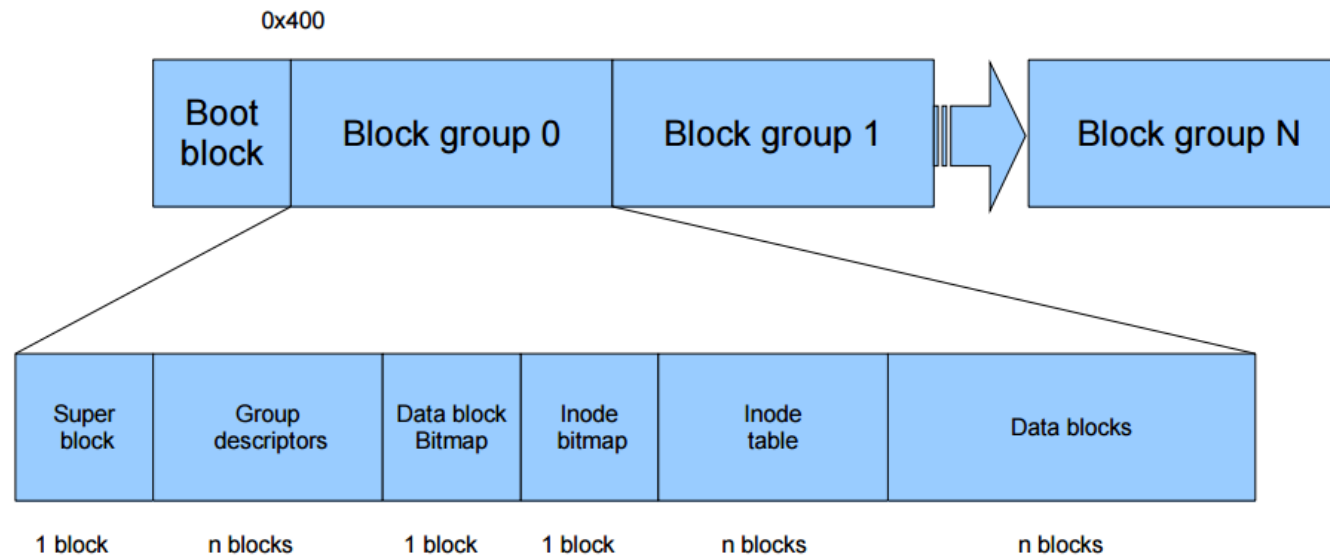 0x400
Boot
block
Block group 0
Block group 1
Block group N
Super
block
Group
descriptors
Data block
Bitmap
Inode
bitmap
Inode
table
Data blocks
1 block
n blocks
1 block
1 block
n blocks
n blocks